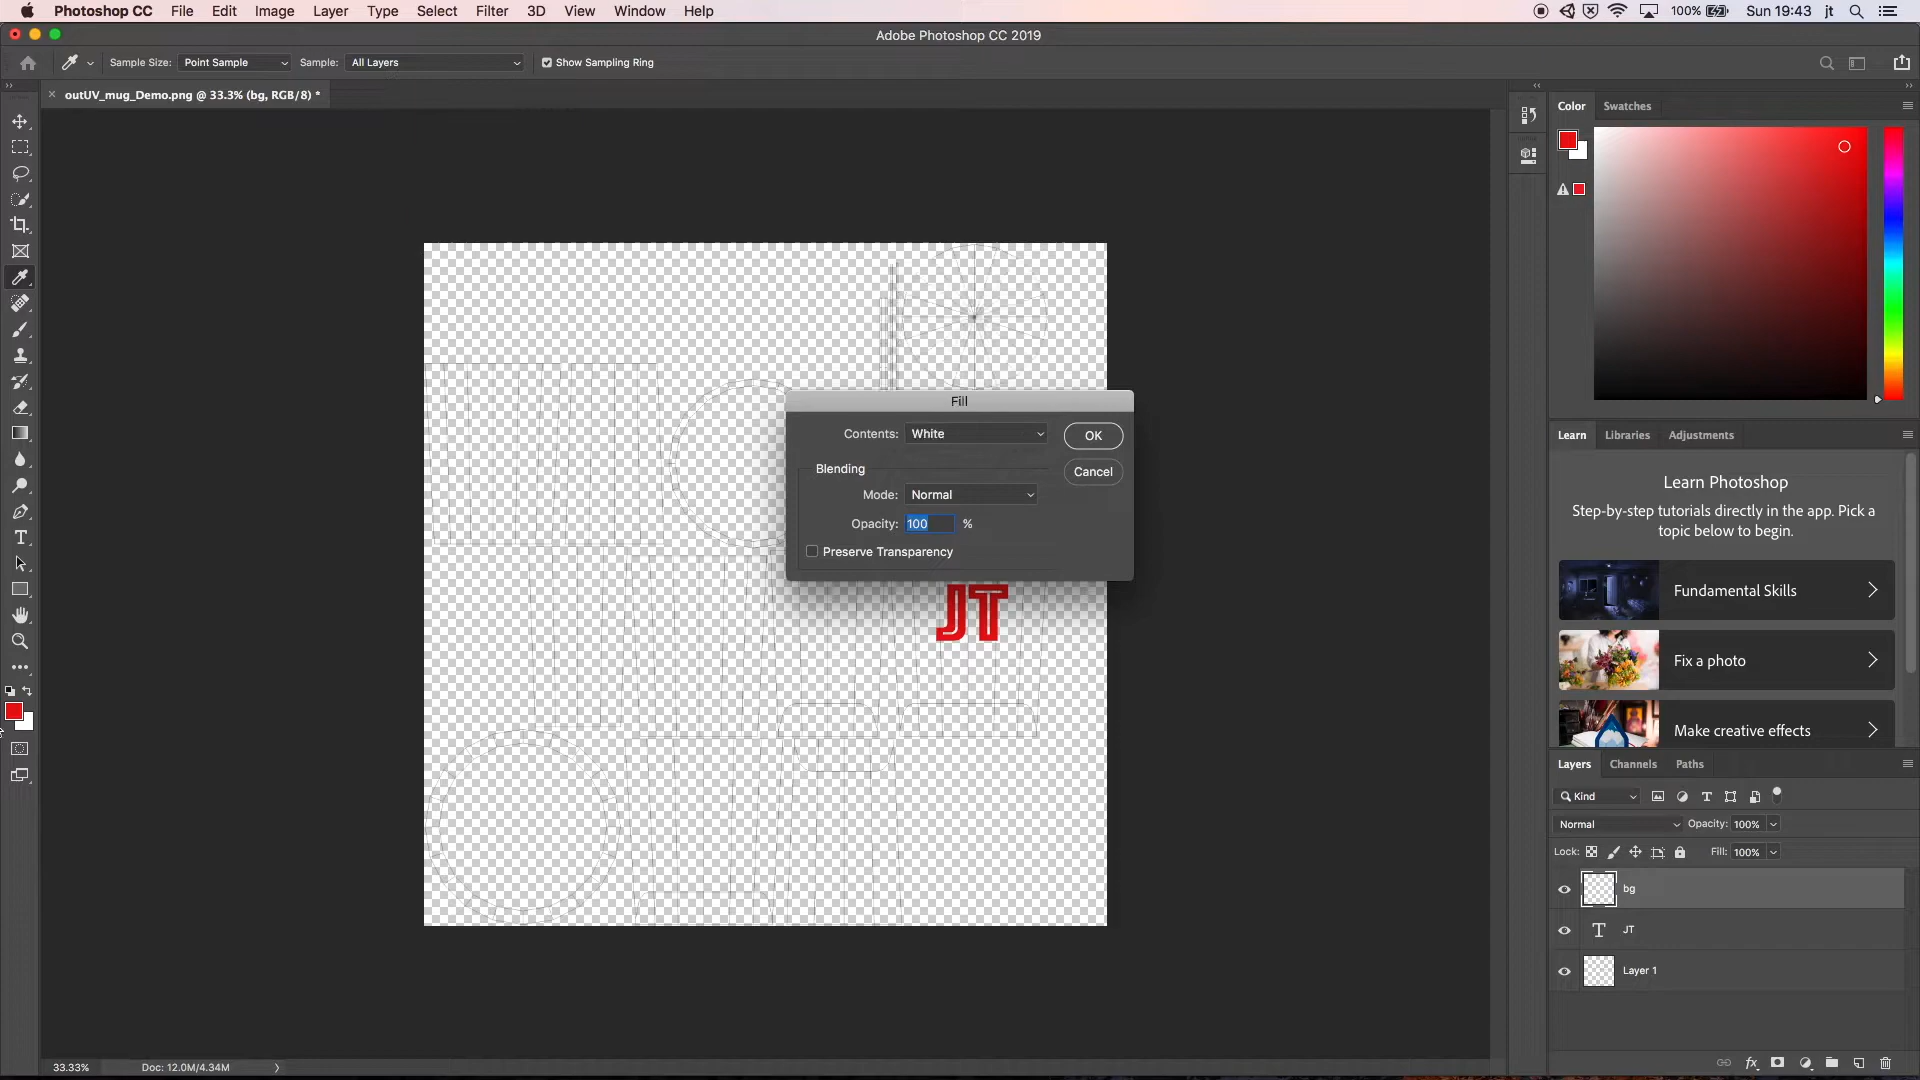 Photoshop CC File Edit Image Layer Type Select Filter 3D View Window Help 100% Sun 19:43 jt
Adobe Photoshop CC 2019
Sample Size: Point Sample Sample: All Layers Show Sampling Ring
outUV_mug_Demo.png @ 33.3% (bg, RGB/8) *
Color Swatches
Fill
Contents: White OK
Blending Cancel
Mode: Normal
Opacity: 100 %
Preserve Transparency
JT
Learn Libraries Adjustments
Learn Photoshop
Step-by-step tutorials directly in the app. Pick a
topic below to begin.
Fundamental Skills
Fix a photo
Make creative effects
Layers Channels Paths
Kind
Normal Opacity: 100%
Lock: Fill: 100%
bg
T JT
Layer 1
fx
33.33% Doc: 12.0M/4.34M